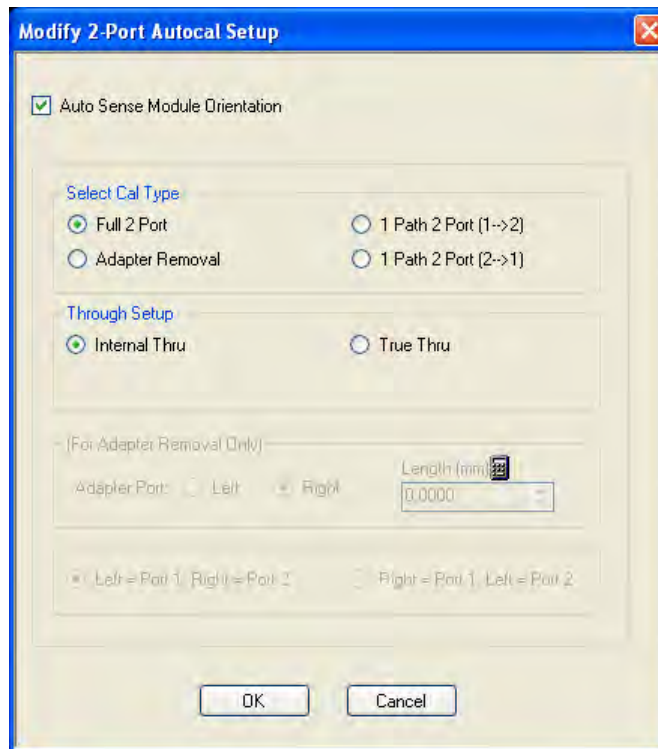 Modify 2-Port Autocal Setup
Auto Sense Module Orientation
Select Cal Type
Full 2 Port
1 Path 2 Port (1-->2)
Adapter Removal
1 Path 2 Port (2-->1)
Through Setup
Internal Thru
True Thru
(For Adapter Removal Only)
Adapter Port:
Left
Right
Length (mm)
0.0000
Left = Port 1, Right = Port 2
Right = Port 1, Left = Port 2
OK
Cancel